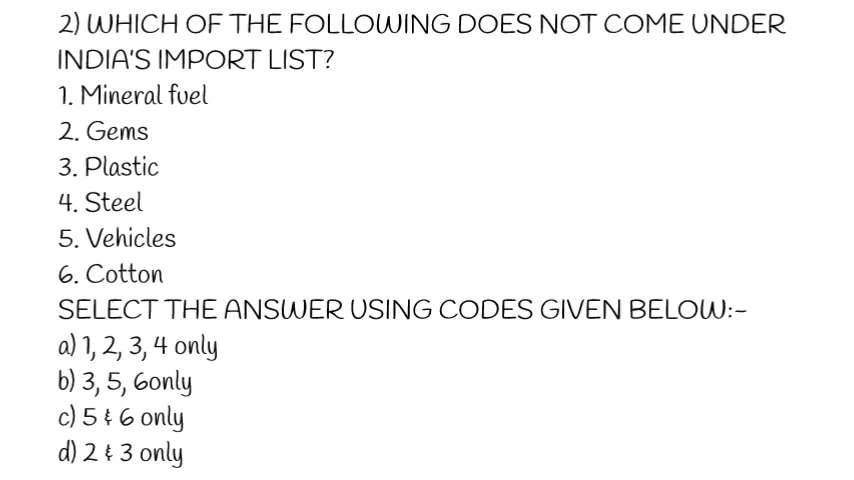 2) WHICH OF THE FOLLOWING DOES NOT COME UNDER
INDIA'S IMPORT LIST?
1. Mineral fuel
2. Gems
3. Plastic
4. Steel
5. Vehicles
6. Cotton
SELECT THE ANSWER USING CODES GIVEN BELOW:-
a) 1, 2, 3, 4 only
b) 3, 5, 6only
c) 5 & 6 only
d) 2 & 3 only